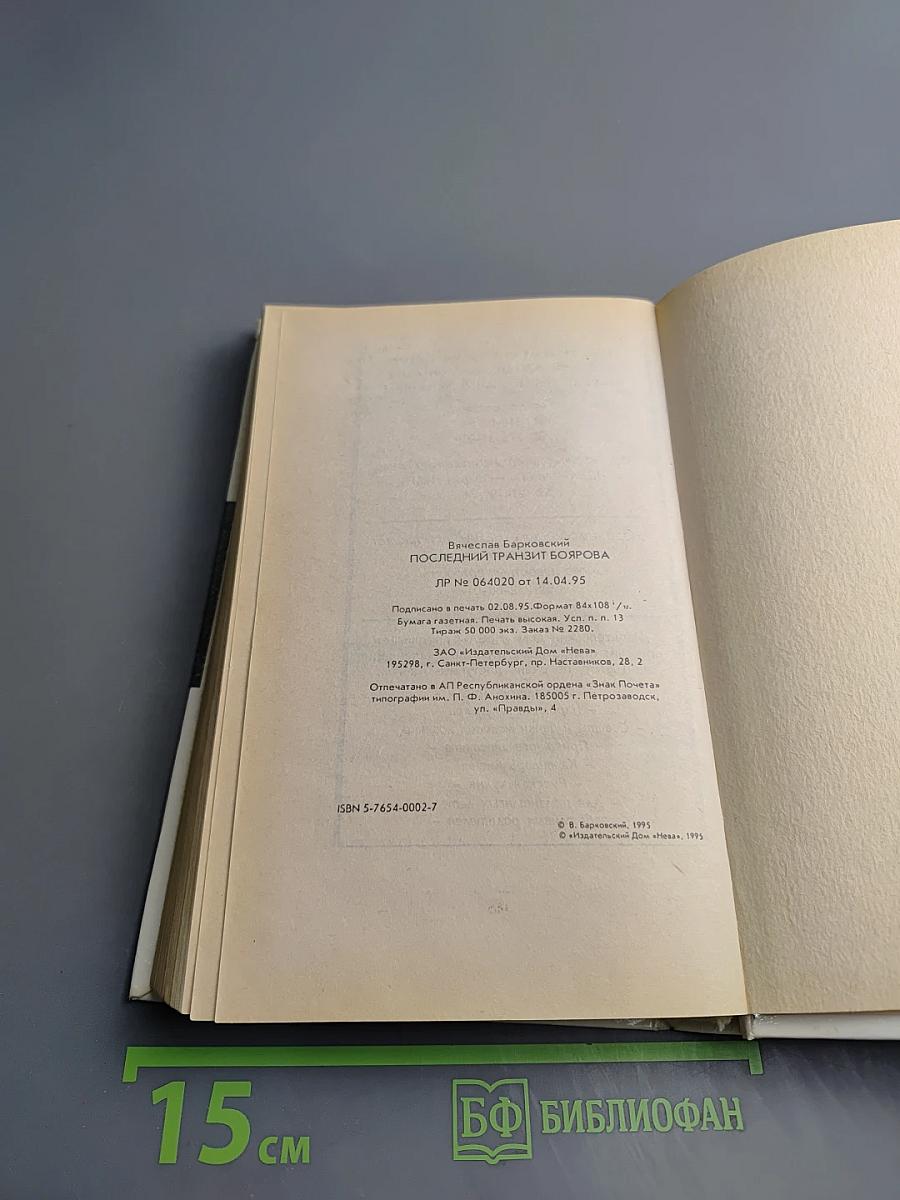 Вячеслав Барковский
ПОСЛЕДНИЙ ТРАНЗИТ БОЯРОВА
ЛР № 064020 от 14.04.95
Подписано в печать 02.08.95.Формат 84х108 ¹/
Бумага газетная. Печать высокая. Усл. п. л. 13
Тираж 50 000 экз. Заказ № 2280.
ЗАО «Издательский Дом «Нева»
195298, г. Санкт-Петербург, пр. Наставников, 28, 2
Отпечатано в АП Республиканской ордена «Знак Почета»
типографии им. П. Ф. Анохина. 185005 г. Петрозаводск,
ул. «Правды», 4
ISBN 5-7654-0002-7
© В. Барковский, 1995
© «Издательский Дом «Нева», 1995
15 см
БФ БИБЛИОФАН